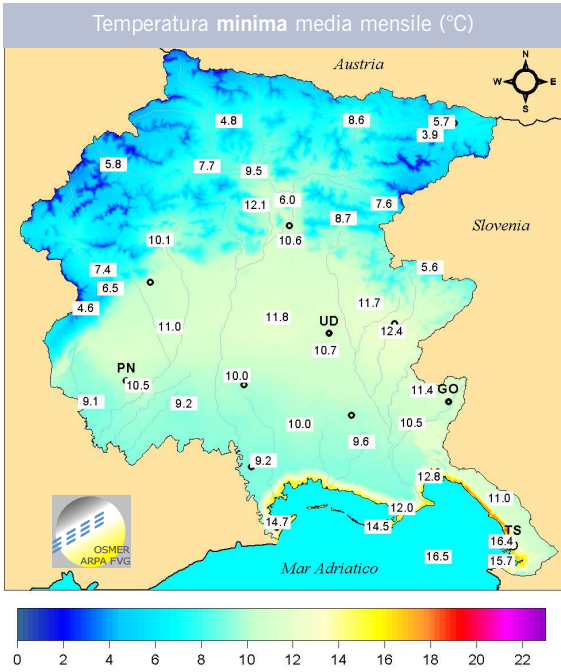 Temperatura minima media mensile (°C)
Austria
N
W E
S
4.8 8.6 5.7
3.9
5.8 7.7 9.5
12.1 6.0 7.6
8.7
Slovenia
10.1 10.6
7.4 5.6
6.5
4.6 11.7
11.0 11.8 UD 12.4
10.7
PN 10.0
10.5 11.4 GO
9.1 9.2
10.0 10.5
9.6
9.2 12.8
11.0
12.0
14.7 14.5 TS
16.4
OSMER
ARPA FVG
16.5 15.7
Mar Adriatico
0 2 4 6 8 10 12 14 16 18 20 22